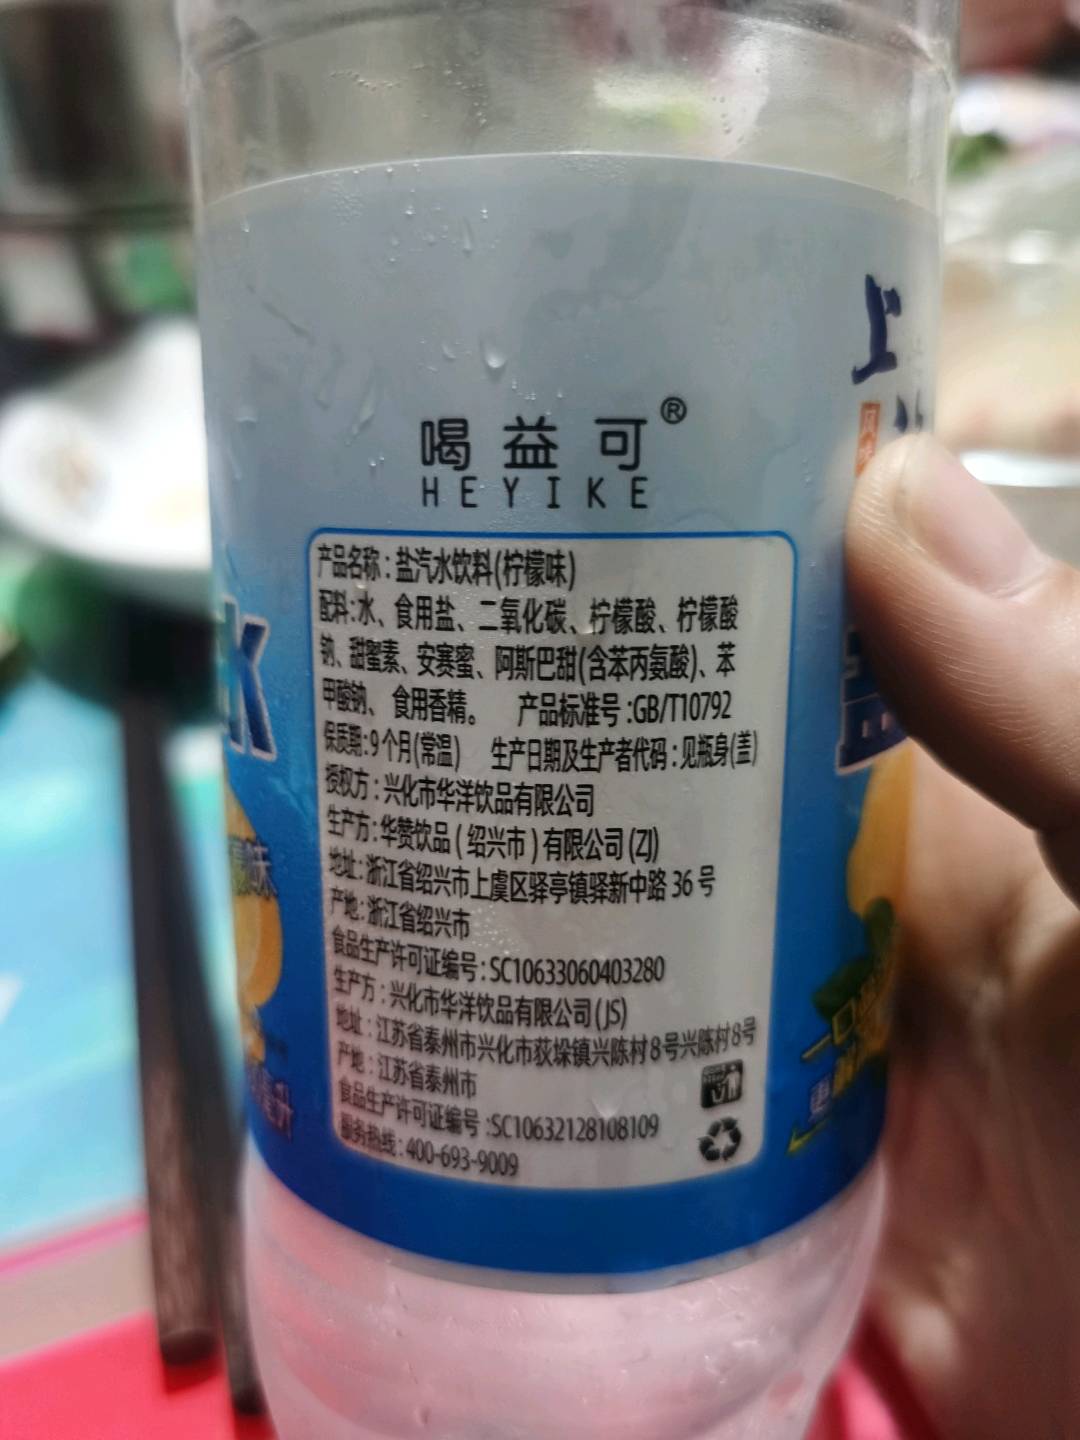 喝益可®
HEYIKE
产品名称:盐汽水饮料(柠檬味)
配料:水、食用盐、二氧化碳、柠檬酸、柠檬酸
钠、甜蜜素、安赛蜜、阿斯巴甜(含苯丙氨酸)、苯
甲酸钠、食用香精。 产品标准号:GB/T10792
保质期:9个月(常温) 生产日期及生产者代码:见瓶身(盖)
授权方:兴化市华洋饮品有限公司
生产方:华赞饮品(绍兴市)有限公司(ZJ)
地址:浙江省绍兴市上虞区驿亭镇驿新中路36号
产地:浙江省绍兴市
食品生产许可证编号:SC10633060403280
生产方:兴化市华洋饮品有限公司(JS)
地址:江苏省泰州市兴化市荻垛镇兴陈村8号兴陈村8号
产地:江苏省泰州市
食品生产许可证编号:SC10632128108109
服务热线:400-693-9009
上
盐
一口
更
K
味
升